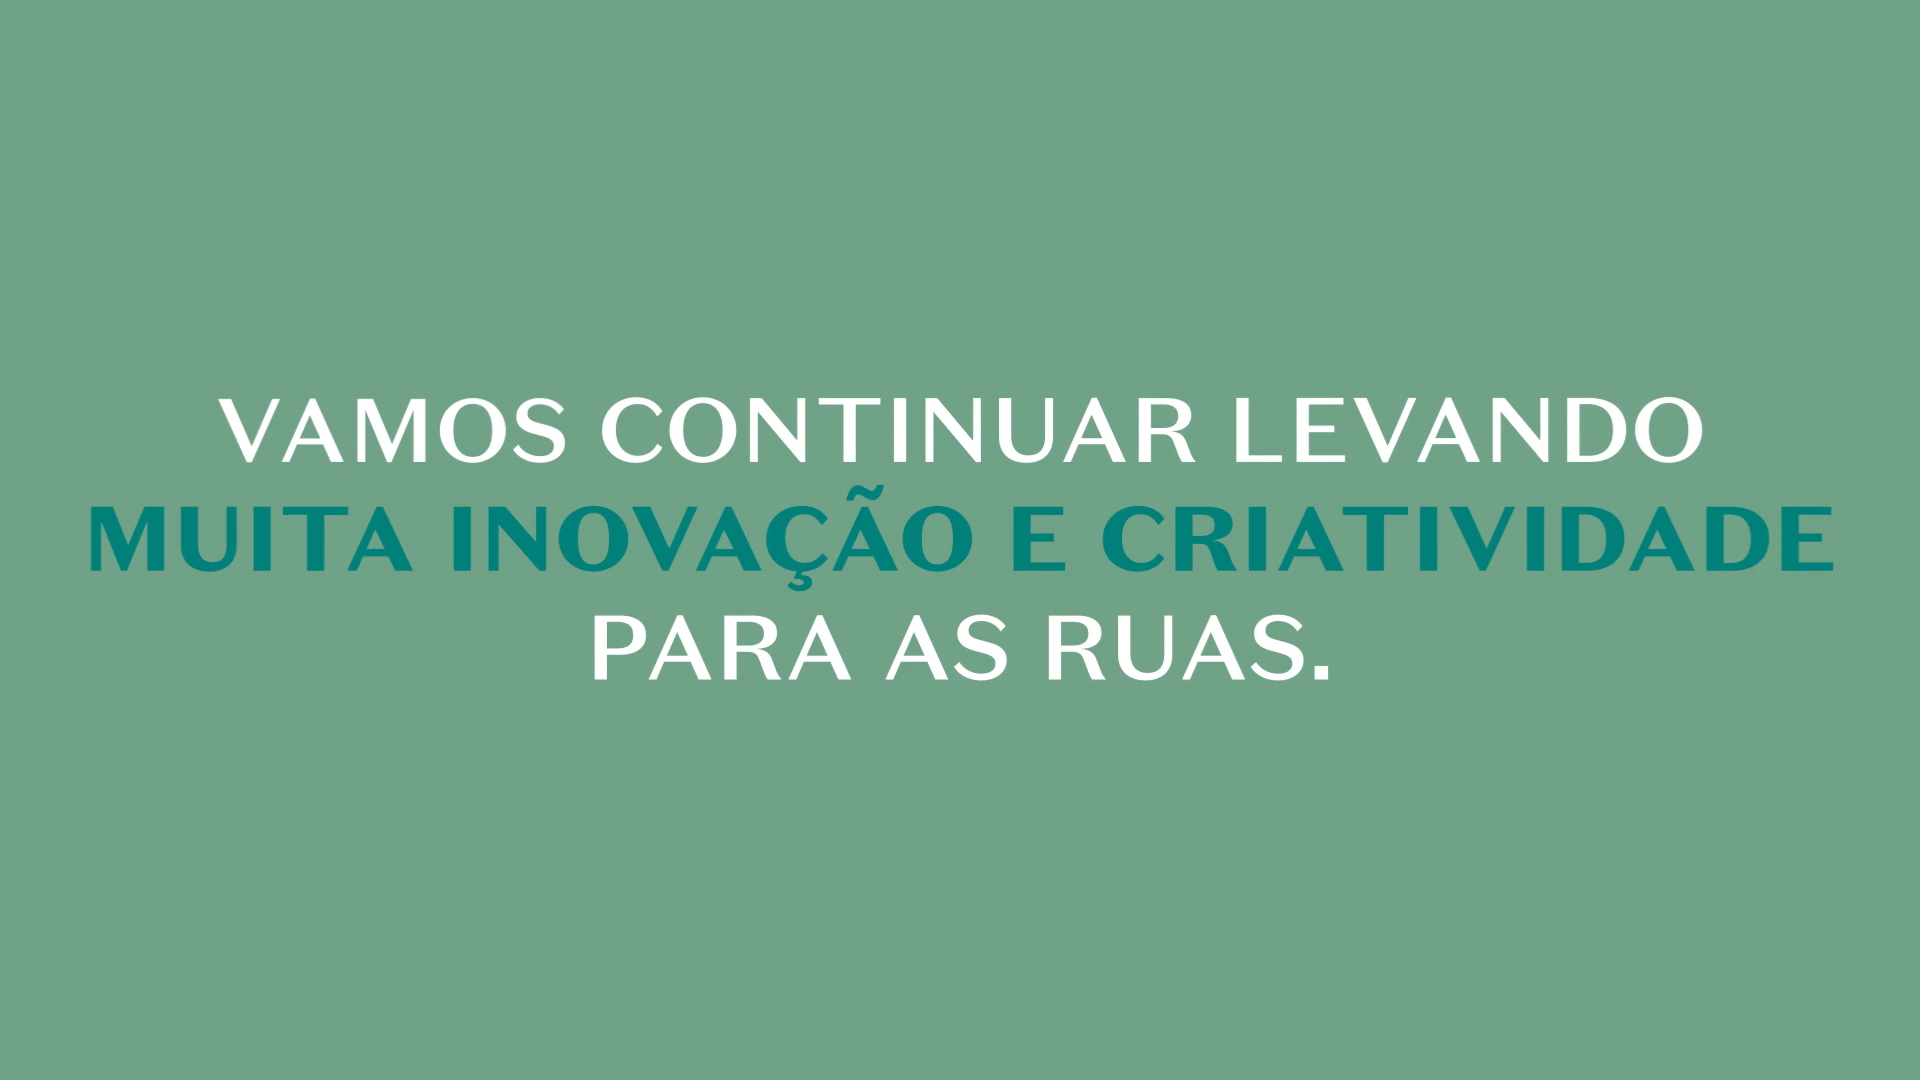 VAMOS CONTINUAR LEVANDO
MUITA INOVAÇÃO E CRIATIVIDADE
PARA AS RUAS.